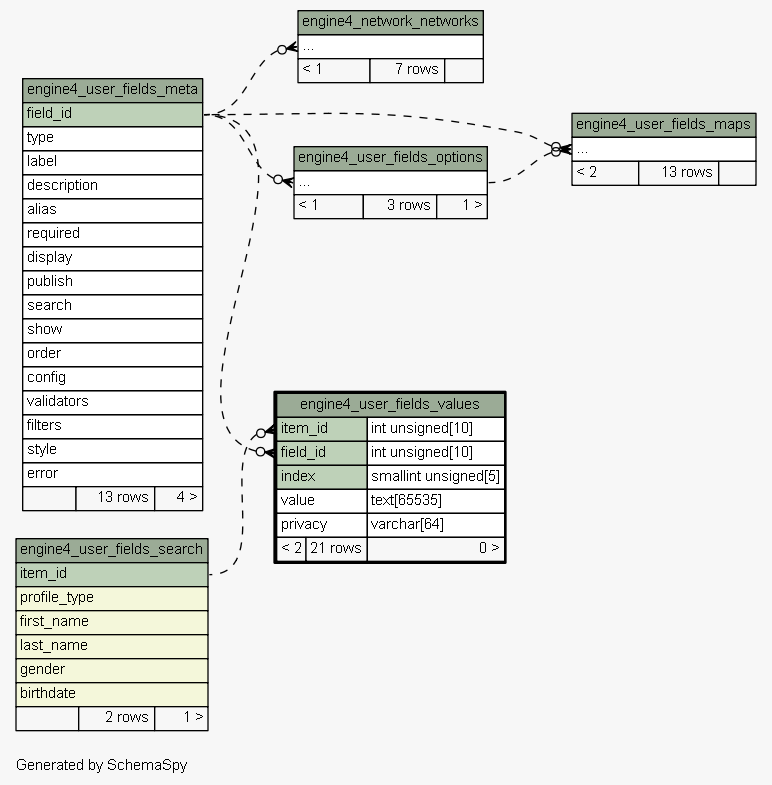 engine4_network_networks
...
< 1 7 rows
engine4_user_fields_meta
field_id
type
label
description
alias
required
display
publish
search
show
order
config
validators
filters
style
error
13 rows 4 >
engine4_user_fields_maps
...
< 2 13 rows
engine4_user_fields_options
...
< 1 3 rows 1 >
engine4_user_fields_values
item_id int unsigned[10]
field_id int unsigned[10]
index smallint unsigned[5]
value text[65535]
privacy varchar[64]
< 2 21 rows 0 >
engine4_user_fields_search
item_id
profile_type
first_name
last_name
gender
birthdate
2 rows 1 >
Generated by SchemaSpy